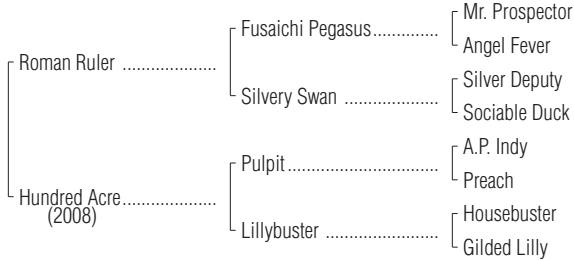 Mr. Prospector
Fusaichi Pegasus..............
Angel Fever
Roman Ruler ....................
Silver Deputy
Silvery Swan ....................
Sociable Duck
A.P. Indy
Pulpit................................
Preach
Hundred Acre....................
(2008)
Housebuster
Lillybuster ........................
Gilded Lilly